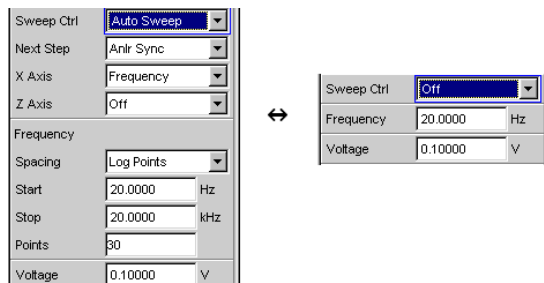 Sweep Ctrl Auto Sweep
Next Step Anlr Sync
X Axis Frequency
Z Axis Off
Frequency
Spacing Log Points
Start 20.0000 Hz
Stop 20.0000 kHz
Points 30
Voltage 0.10000 V
⇔
Sweep Ctrl Off
Frequency 20.0000 Hz
Voltage 0.10000 V